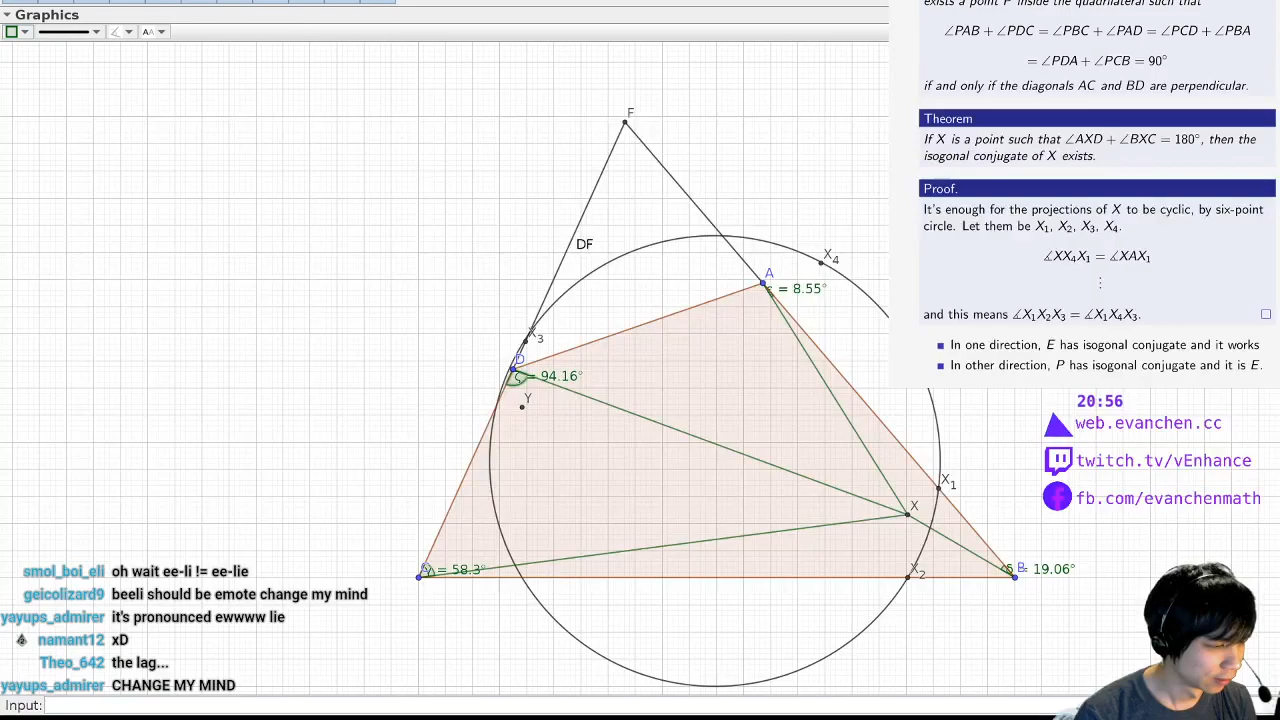 Graphics
AA
exists a point P inside the quadrilateral such that
∠PAB + ∠PDC = ∠PBC + ∠PAD = ∠PCD + ∠PBA
= ∠PDA + ∠PCB = 90°
if and only if the diagonals AC and BD are perpendicular.
Theorem
If X is a point such that ∠AXD + ∠BXC = 180°, then the
isogonal conjugate of X exists.
Proof.
It's enough for the projections of X to be cyclic, by six-point
circle. Let them be X₁, X₂, X₃, X₄.
∡XX₄X₁ = ∡XAX₁
⋮
and this means ∡X₁X₂X₃ = ∡X₁X₄X₃.
In one direction, E has isogonal conjugate and it works
In other direction, P has isogonal conjugate and it is E.
F
DF
X₄
A
= 8.55°
X₃
D
= 94.16°
Y
X₁
X
= 58.3°
X₂
B
= 19.06°
20:56
web.evanchen.cc
twitch.tv/vEnhance
fb.com/evanchenmath
smol_boi_eli oh wait ee-li != ee-lie
geicolizard9 beeli should be emote change my mind
yayups_admirer it's pronounced ewwww lie
namant12 xD
Theo_642 the lag...
yayups_admirer CHANGE MY MIND
Input: